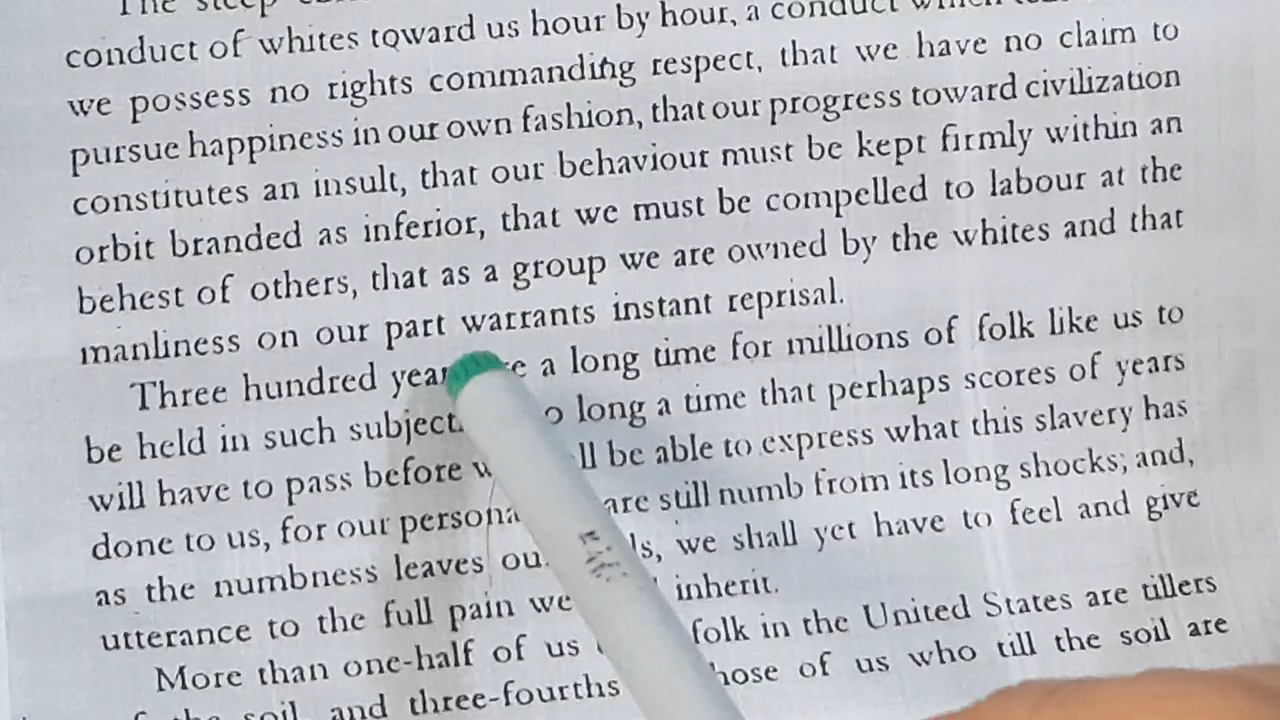 The steep
conduct of whites toward us hour by hour, a conduct which
we possess no rights commanding respect, that we have no claim to
pursue happiness in our own fashion, that our progress toward civilization
constitutes an insult, that our behaviour must be kept firmly within an
orbit branded as inferior, that we must be compelled to labour at the
behest of others, that as a group we are owned by the whites and that
manliness on our part warrants instant reprisal.
Three hundred a long time for millions of folk like us to
be held in such long a time that perhaps scores of years
will have to pass before be able to express what this slavery has
done to us, for our are still numb from its long shocks; and,
as the numbness leaves we shall yet have to feel and give
utterance to the full pain we inherit.
More than one-half of us folk in the United States are tillers
the soil, and three-fourths of us who till the soil are